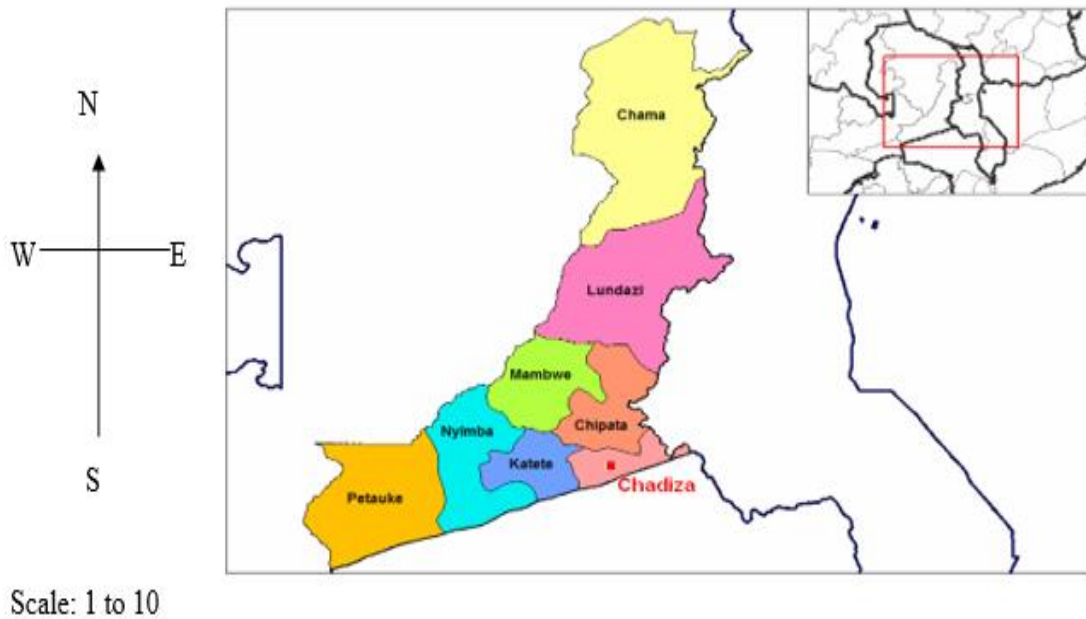 N
Chama
W E
Lundazi
Mambwe
Nyimba
Chipata
Katete
S
Chadiza
Petauke
Scale: 1 to 10